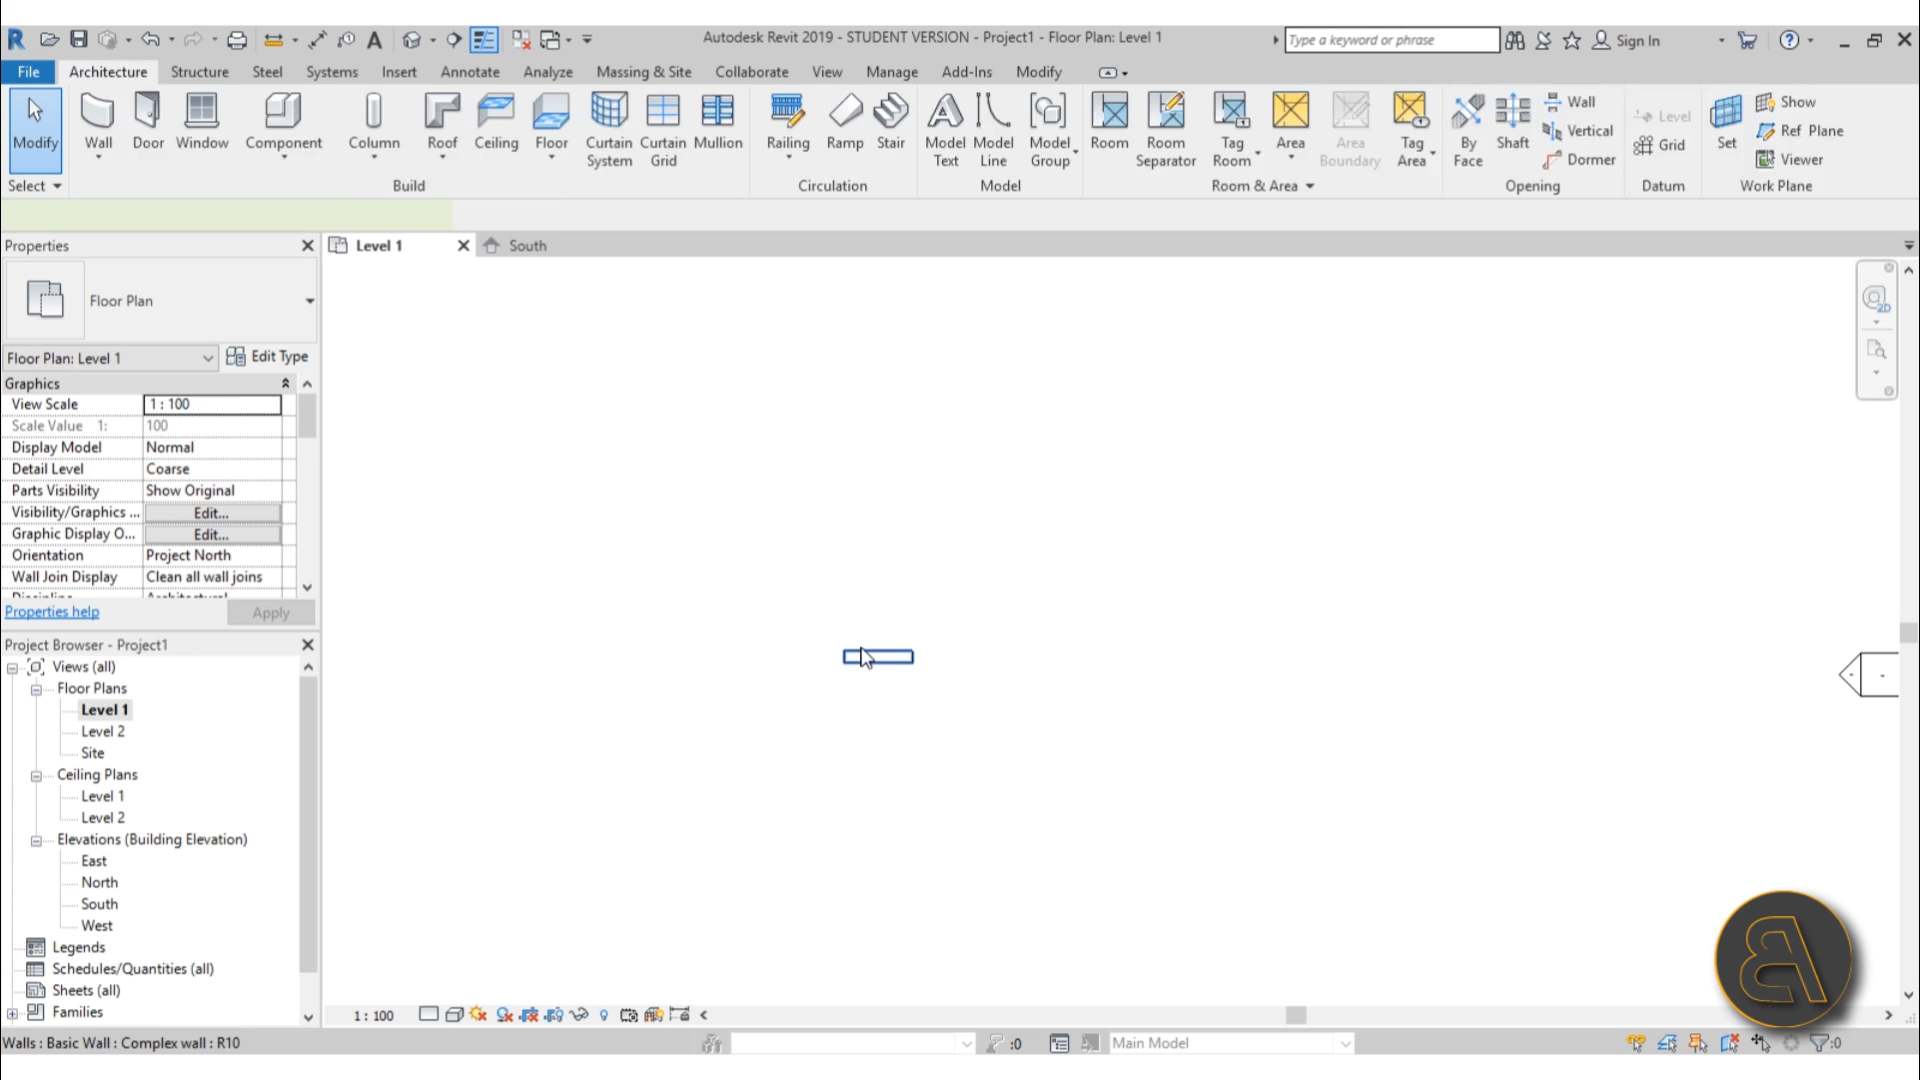 Autodesk Revit 2019 - STUDENT VERSION - Project1 - Floor Plan: Level 1
Type a keyword or phrase
Sign In
File Architecture Structure Steel Systems Insert Annotate Analyze Massing & Site Collaborate View Manage Add-Ins Modify
Modify
Wall
Door
Window
Component
Column
Roof
Ceiling
Floor
Curtain System
Curtain Grid
Mullion
Railing
Ramp
Stair
Model Text
Model Line
Model Group
Room
Room Separator
Tag Room
Area
Area Boundary
Tag Area
By Face
Shaft
Wall
Vertical
Dormer
Level
Grid
Set
Show
Ref Plane
Viewer
Select
Build
Circulation
Model
Room & Area
Opening
Datum
Work Plane
Properties
Level 1
South
2D
Floor Plan
Floor Plan: Level 1
Edit Type
Graphics
View Scale 1 : 100
Scale Value 1: 100
Display Model Normal
Detail Level Coarse
Parts Visibility Show Original
Visibility/Graphics ... Edit...
Graphic Display O... Edit...
Orientation Project North
Wall Join Display Clean all wall joins
Discipline Architectural
Properties help
Apply
Project Browser - Project1
Views (all)
Floor Plans
Level 1
Level 2
Site
Ceiling Plans
Level 1
Level 2
Elevations (Building Elevation)
East
North
South
West
Legends
Schedules/Quantities (all)
Sheets (all)
Families
1 : 100
Walls : Basic Wall : Complex wall : R10
:0
Main Model
:0